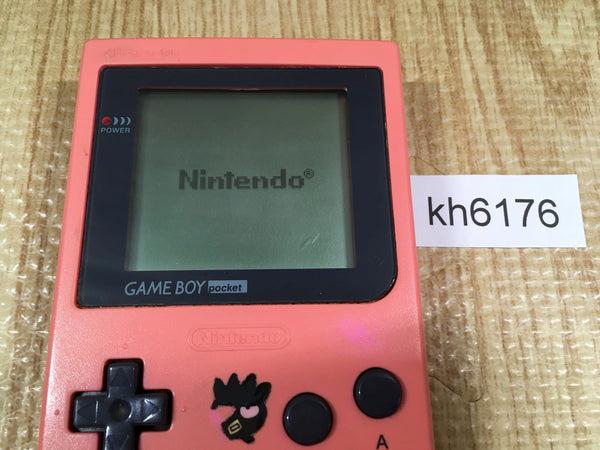 POWER
Nintendo®
kh6176
GAME BOY pocket
Nintendo
A